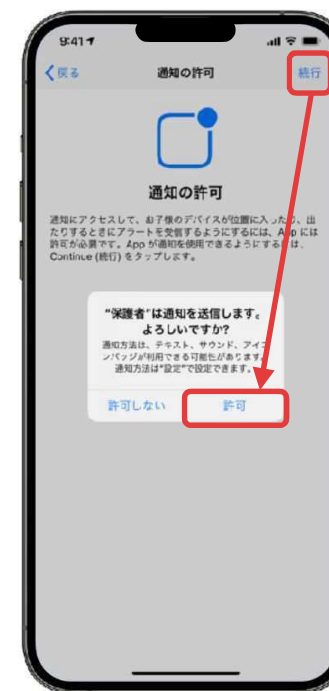 9:41
戻る 通知の許可 続行
通知の許可
通知にアクセスして、お子様のデバイスが位置に入ったり、出
たりするときにアラートを受信するようにするには、App には
許可が必要です。App が通知を使用できるようにするには、
Continue (続行) をタップします。
“保護者”は通知を送信します。
よろしいですか?
通知方法は、テキスト、サウンド、アイコ
ンバッジが利用できる可能性があります。
通知方法は“設定”で設定できます。
許可しない 許可